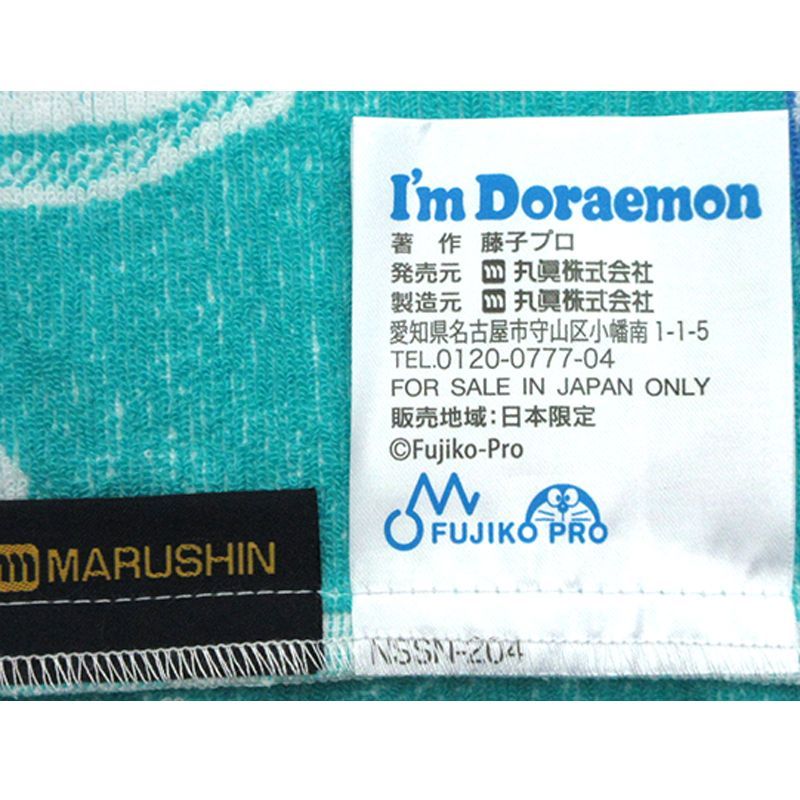 I'm Doraemon
著 作 藤子プロ
発売元 m 丸眞株式会社
製造元 m 丸眞株式会社
愛知県名古屋市守山区小幡南1-1-5
TEL.0120-0777-04
FOR SALE IN JAPAN ONLY
販売地域:日本限定
©Fujiko-Pro
FUJIKO PRO
m MARUSHIN
NSSN-204